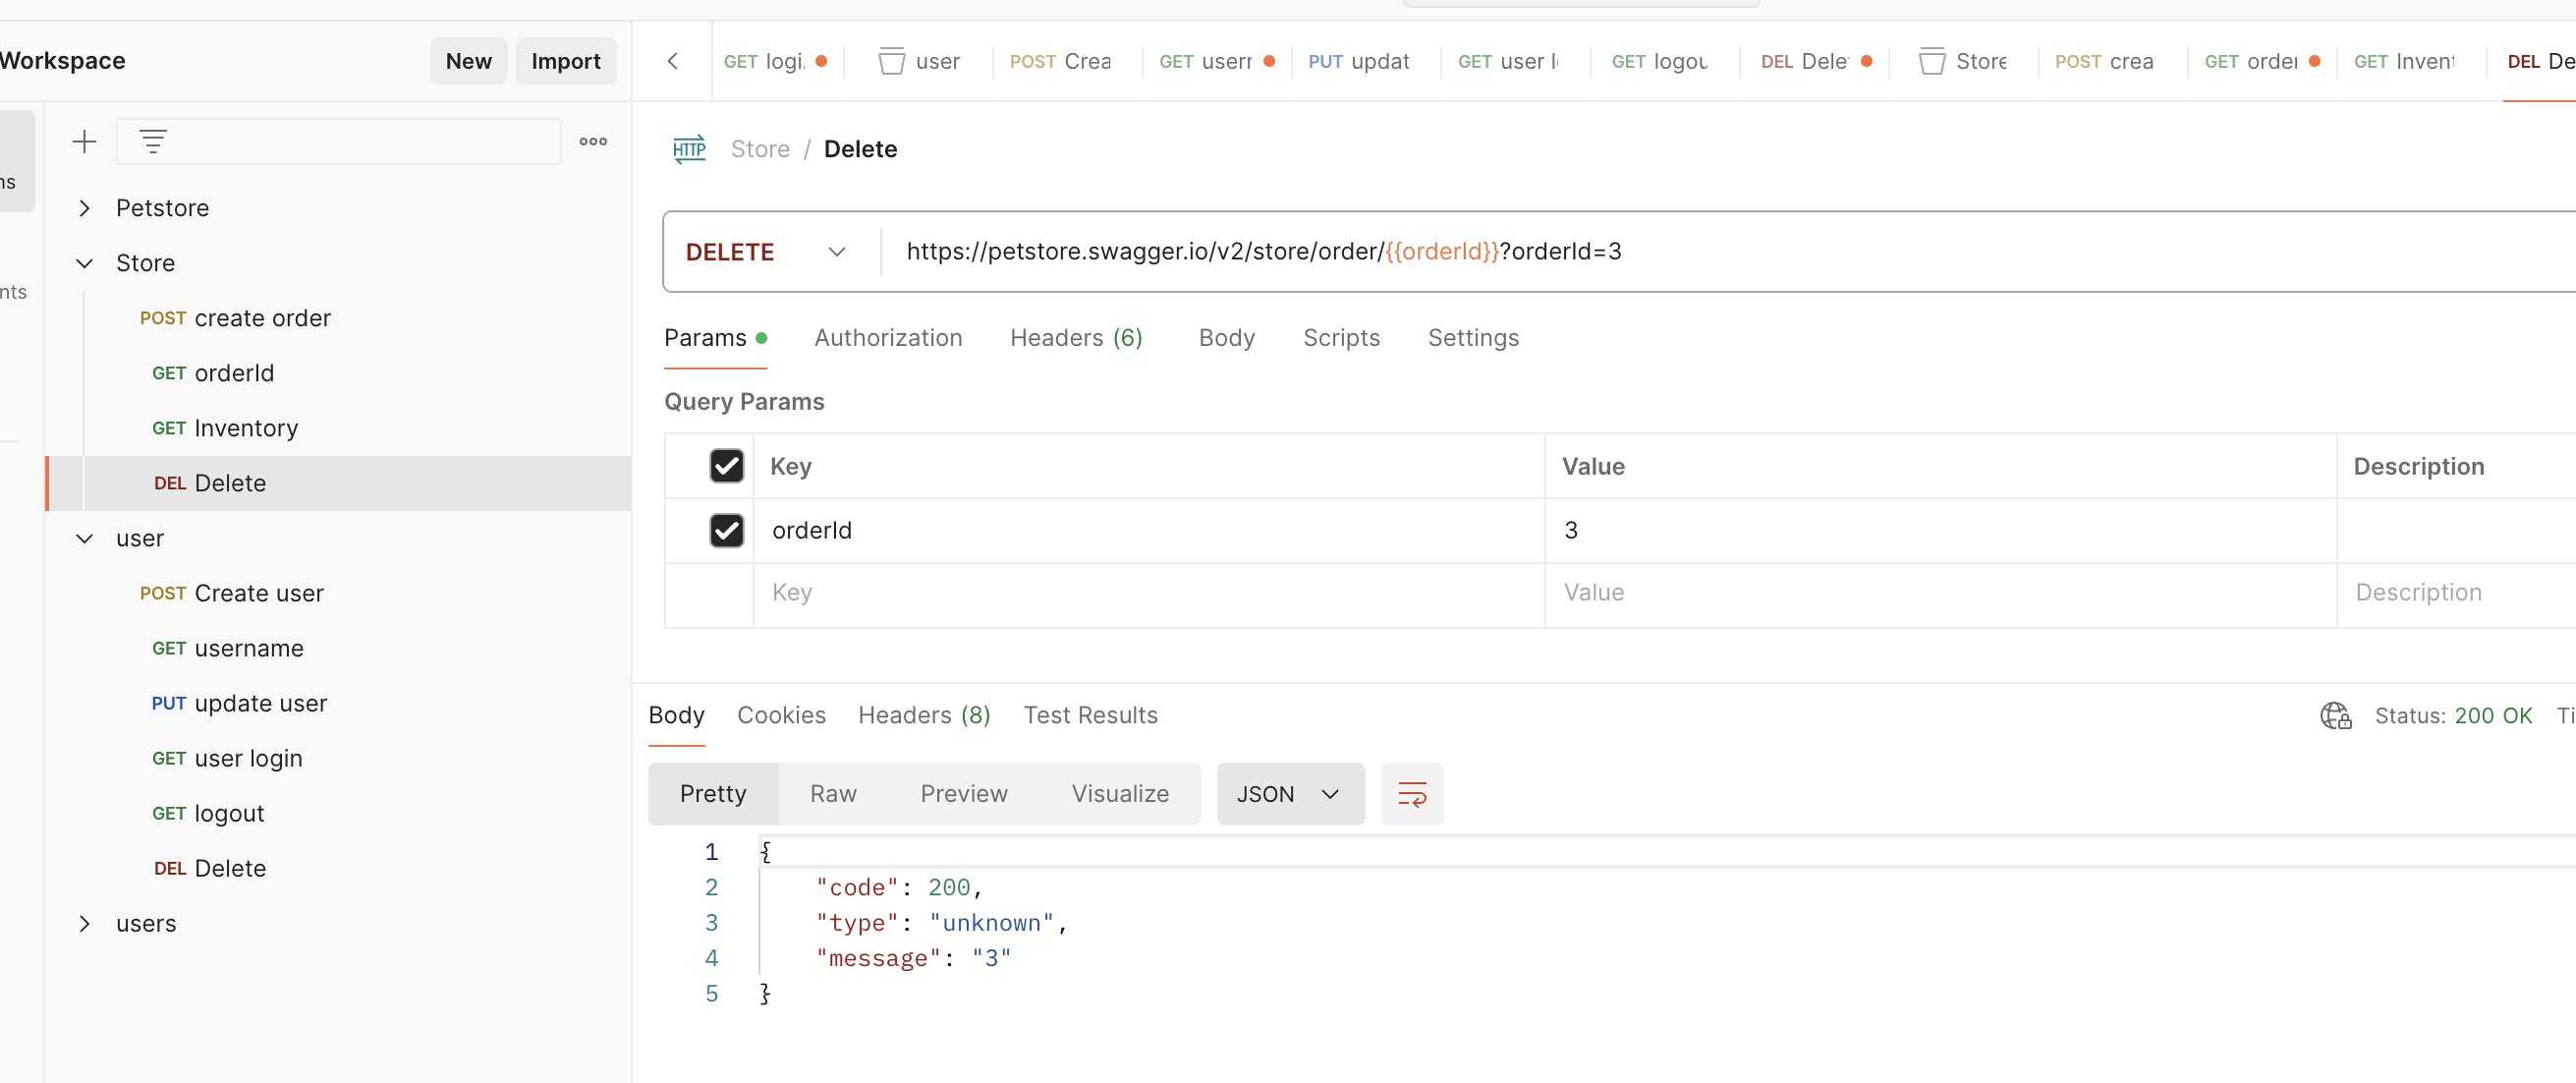 Workspace
New
Import
GET logi
user
POST Crea
GET userr
PUT updat
GET user l
GET logou
DEL Dele
Store
POST crea
GET order
GET Invent
DEL De
ns
nts
Petstore
Store
POST create order
GET orderId
GET Inventory
DEL Delete
user
POST Create user
GET username
PUT update user
GET user login
GET logout
DEL Delete
users
HTTP Store / Delete
DELETE https://petstore.swagger.io/v2/store/order/{{orderId}}?orderId=3
Params Authorization Headers (6) Body Scripts Settings
Query Params
Key Value Description
orderId 3
Key Value Description
Body Cookies Headers (8) Test Results Status: 200 OK Ti
Pretty Raw Preview Visualize JSON
1 {
2 "code": 200,
3 "type": "unknown",
4 "message": "3"
5 }